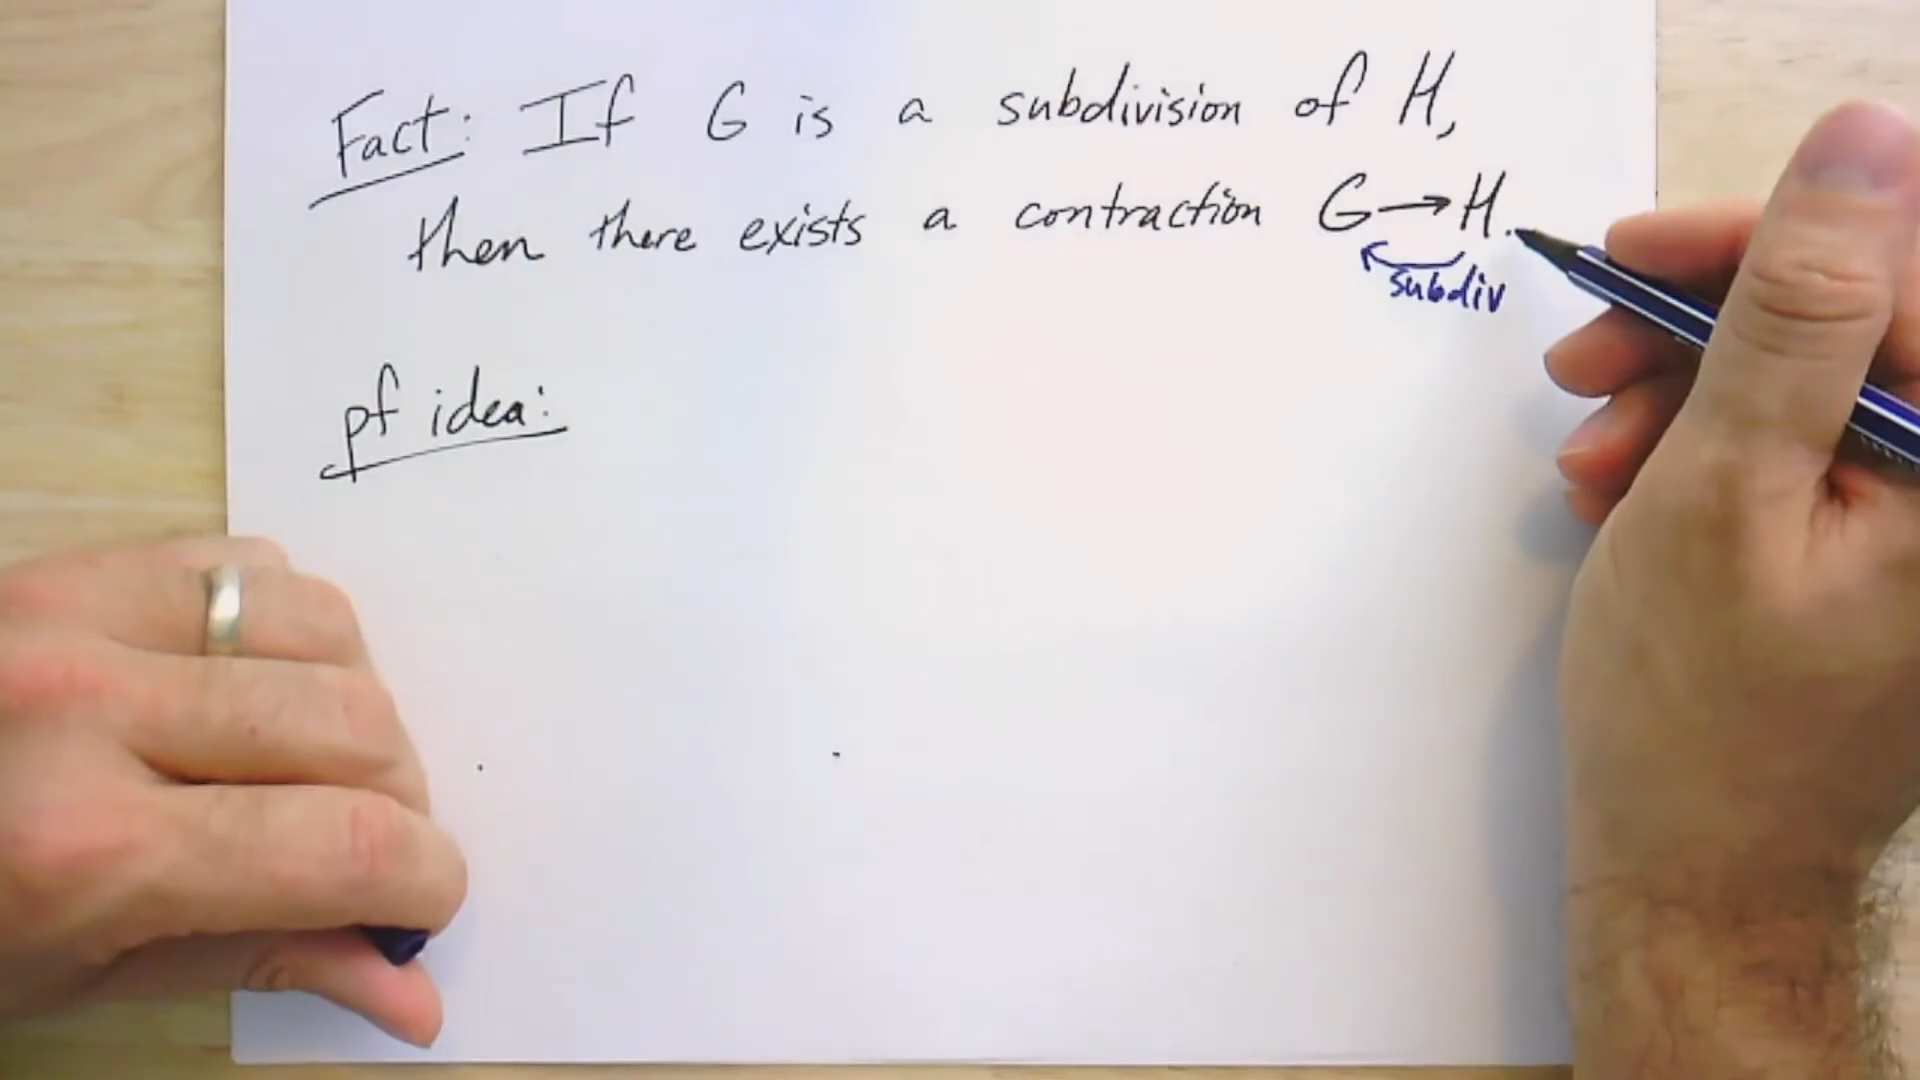 Fact: If G is a subdivision of H,
then there exists a contraction G → H.
subdiv
pf idea: